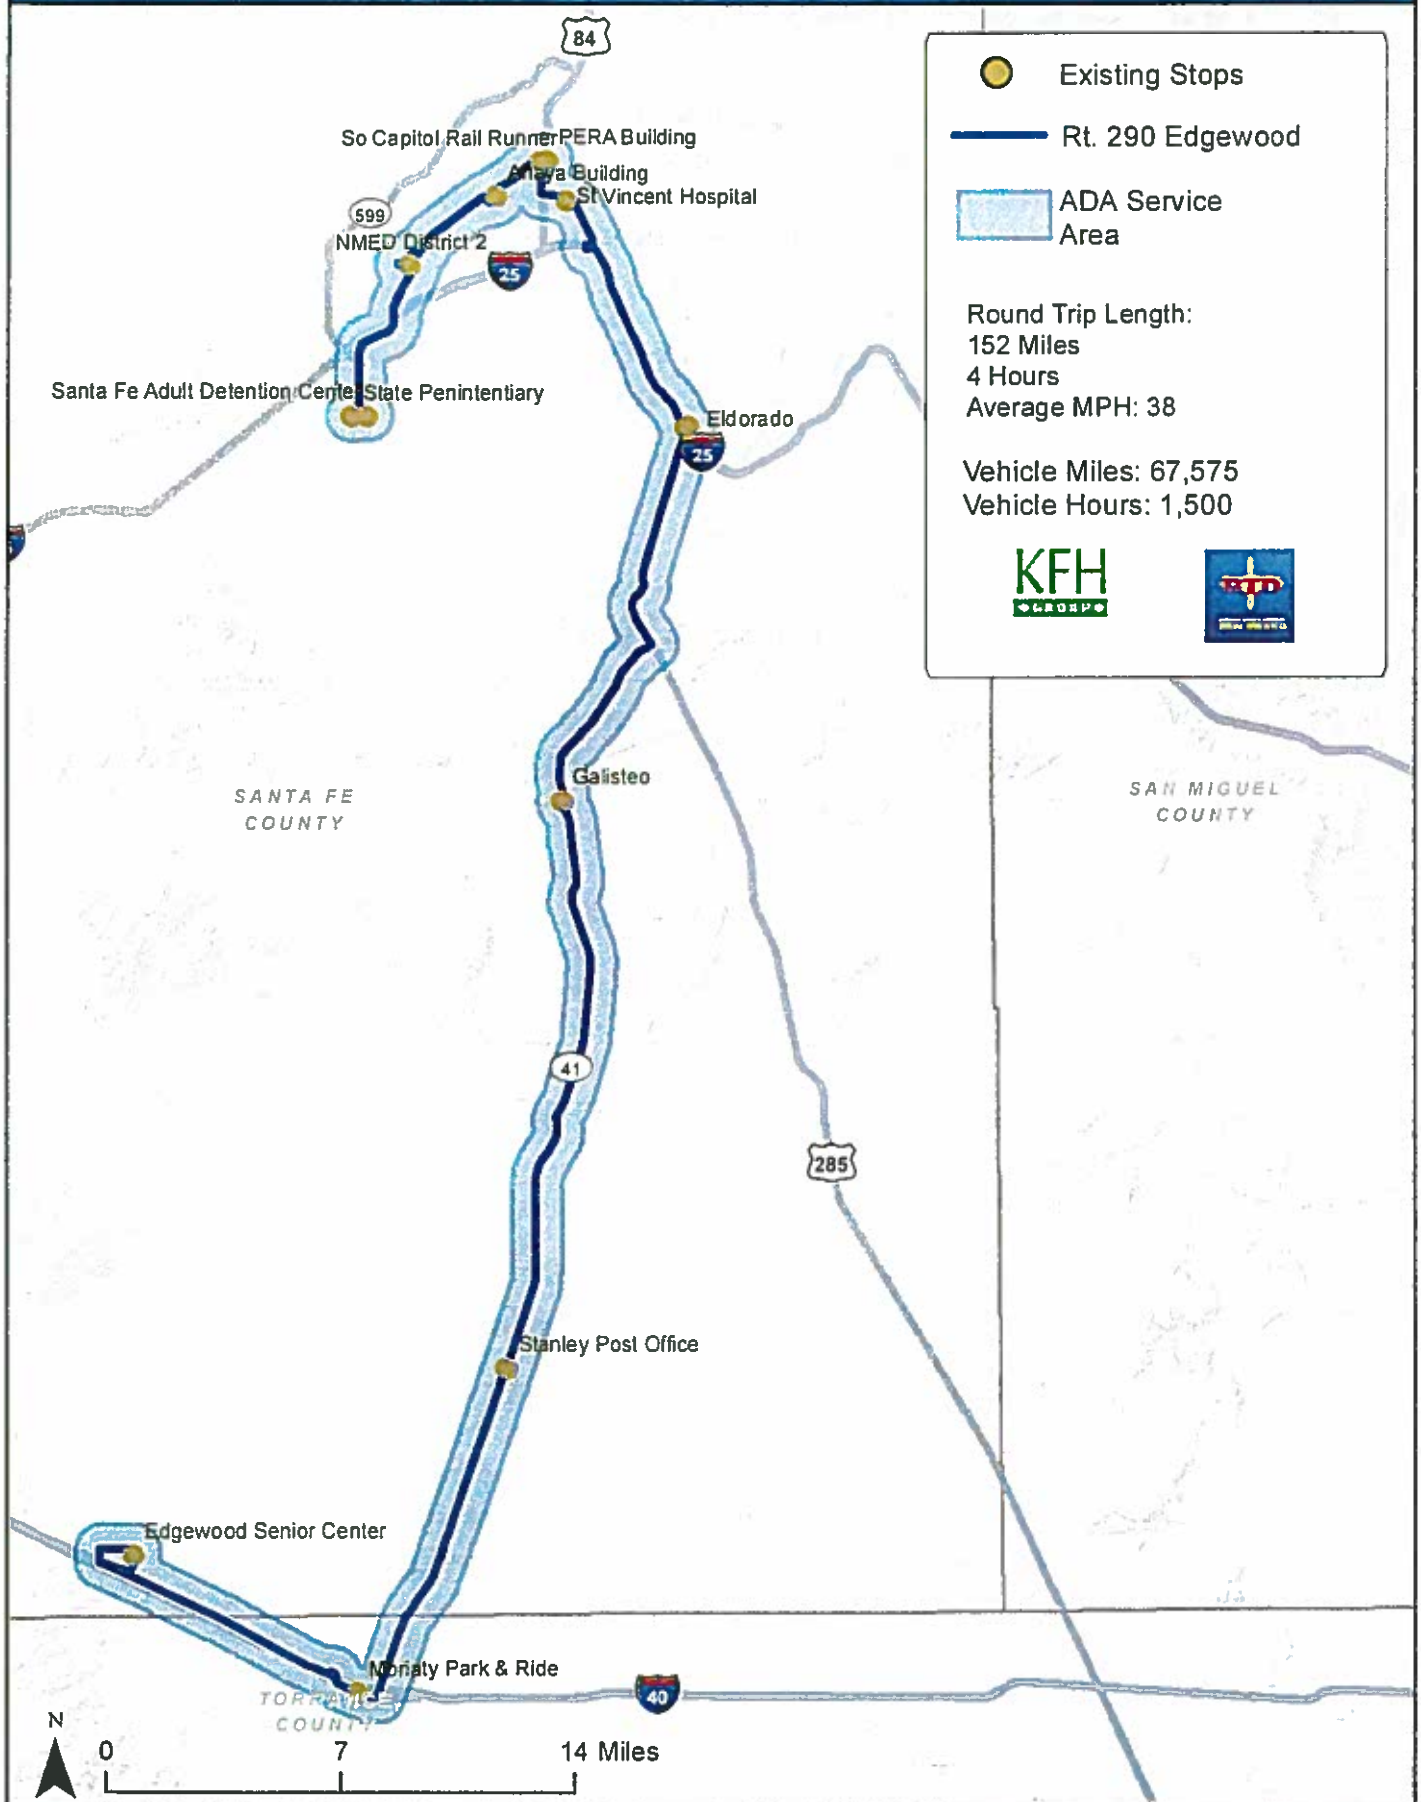 84
Existing Stops
Rt. 290 Edgewood
ADA Service
Area
Round Trip Length:
152 Miles
4 Hours
Average MPH: 38
Vehicle Miles: 67,575
Vehicle Hours: 1,500
KFH
GROUP
RTD
So Capitol Rail Runner
PERA Building
Anaya Building
St Vincent Hospital
599
NMED District 2
25
Santa Fe Adult Detention Center
State Penintentiary
Eldorado
25
Galisteo
SANTA FE
COUNTY
SAN MIGUEL
COUNTY
41
285
Stanley Post Office
Edgewood Senior Center
Moriaty Park & Ride
TORRANCE
COUNTY
40
N
0
7
14 Miles